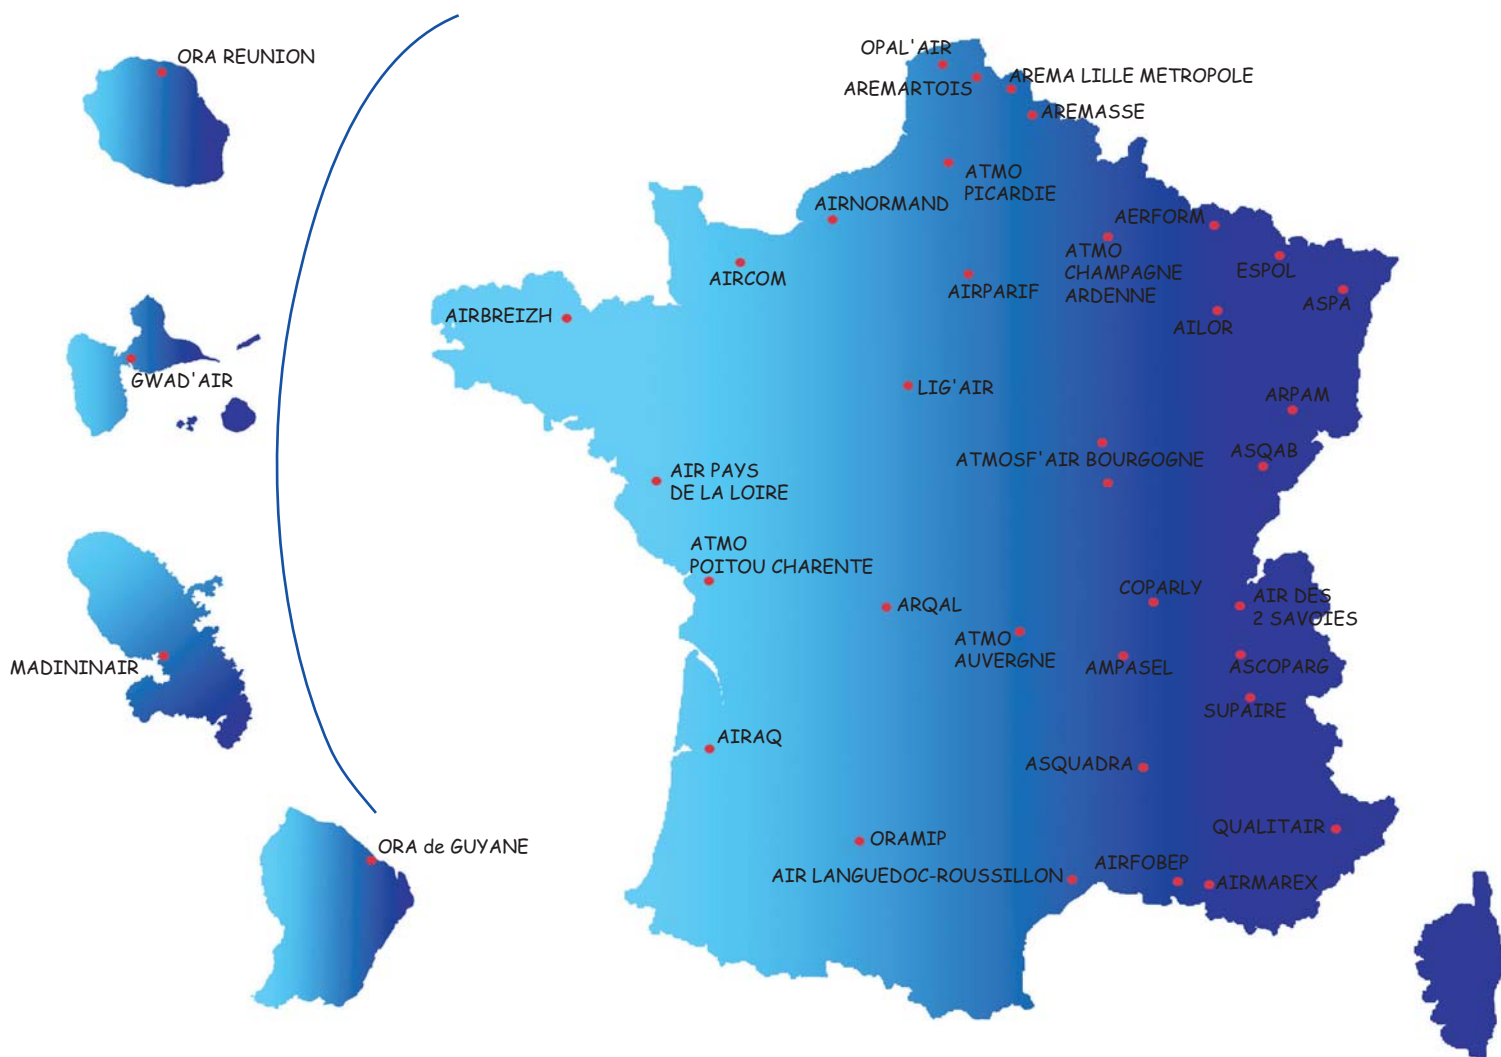 ORA REUNION
GWAD'AIR
MADININAIR
ORA de GUYANE
OPAL'AIR
AREMARTOIS
AREMA LILLE METROPOLE
AREMASSE
ATMO
PICARDIE
AIRNORMAND
AERFORM
ATMO
CHAMPAGNE
ARDENNE
ESPOL
ASPA
AIRCOM
AIRPARIF
AILOR
AIRBREIZH
LIG'AIR
ARPAM
ATMOSF'AIR BOURGOGNE
ASQAB
AIR PAYS
DE LA LOIRE
ATMO
POITOU CHARENTE
ARQAL
COPARLY
AIR DES
2 SAVOIES
ATMO
AUVERGNE
AMPASEL
ASCOPARG
SUPAIRE
AIRAQ
ASQUADRA
QUALITAIR
ORAMIP
AIR LANGUEDOC-ROUSSILLON
AIRFOBEP
AIRMAREX